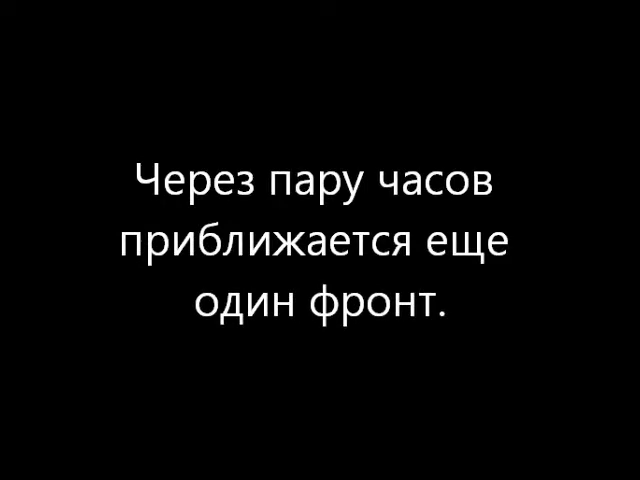 Через пару часов
приближается еще
один фронт.